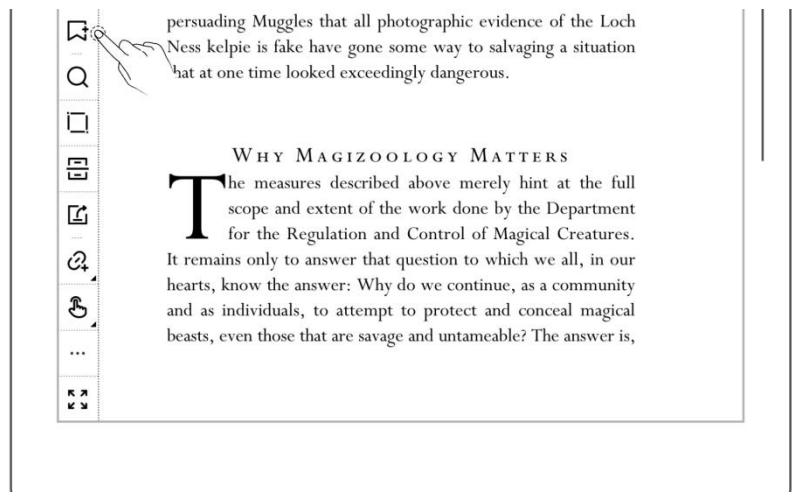 persuading Muggles that all photographic evidence of the Loch
Ness kelpie is fake have gone some way to salvaging a situation
hat at one time looked exceedingly dangerous.
WHY MAGIZOOLOGY MATTERS
The measures described above merely hint at the full
scope and extent of the work done by the Department
for the Regulation and Control of Magical Creatures.
It remains only to answer that question to which we all, in our
hearts, know the answer: Why do we continue, as a community
and as individuals, to attempt to protect and conceal magical
beasts, even those that are savage and untameable? The answer is,